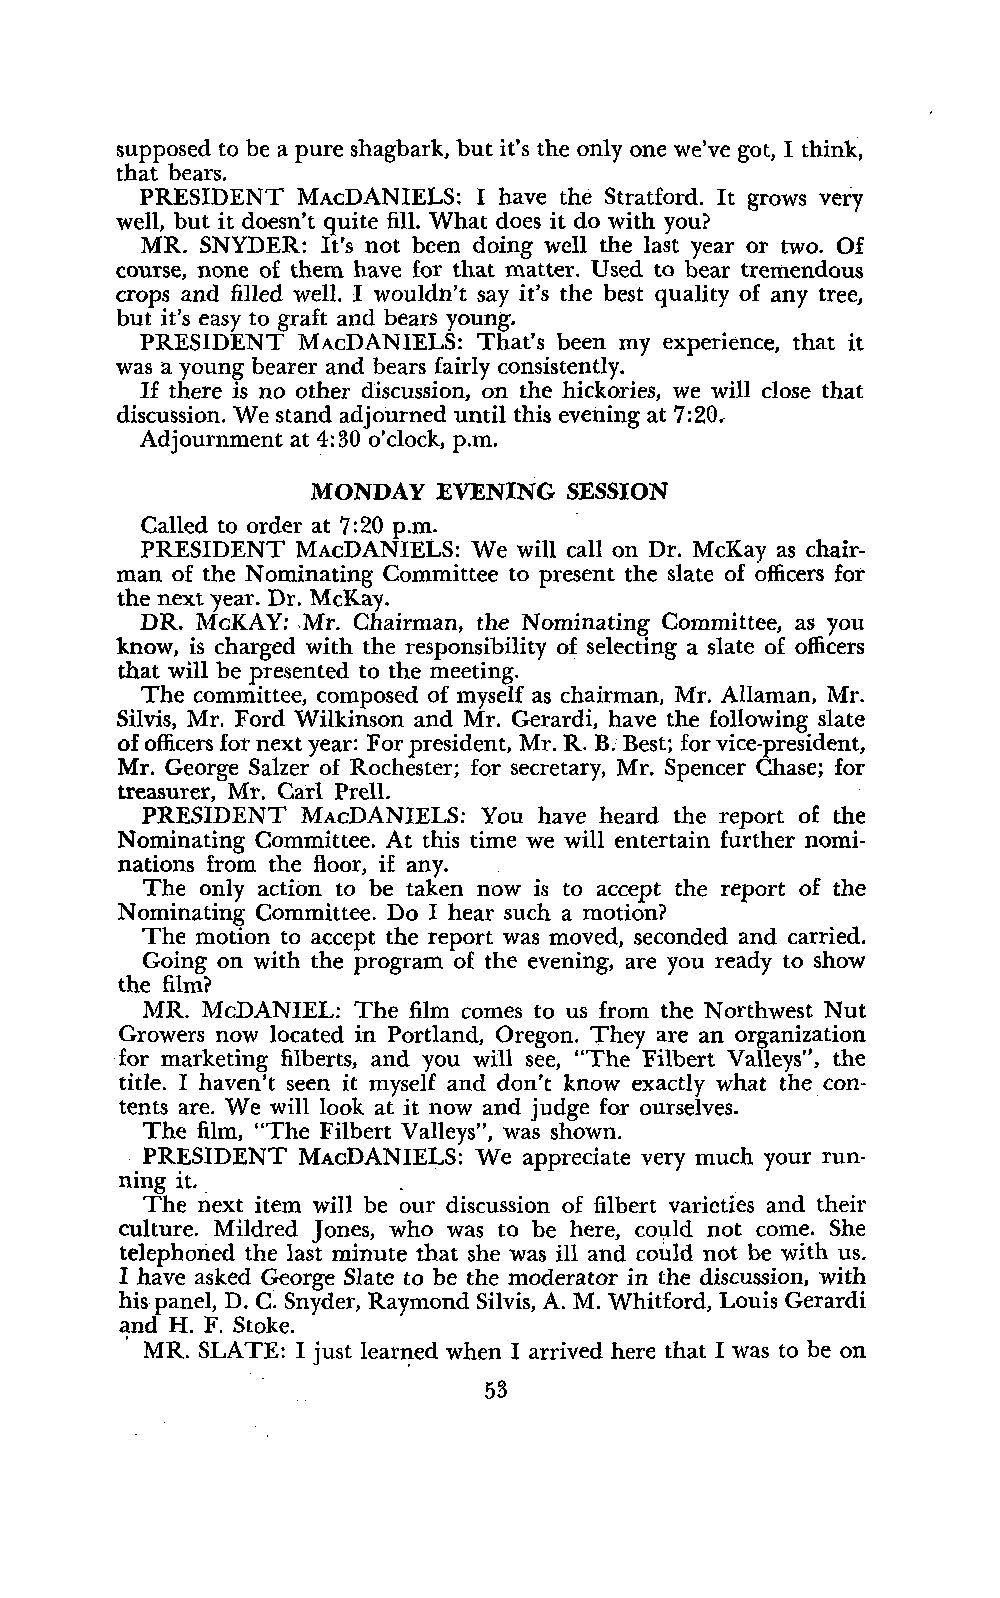 supposed to be a pure shagbark, but it's the only one we've got, I think,
that bears.
PRESIDENT MACDANIELS: I have the Stratford. It grows very
well, but it doesn't quite fill. What does it do with you?
MR. SNYDER: It's not been doing well the last year or two. Of
course, none of them have for that matter. Used to bear tremendous
crops and filled well. I wouldn't say it's the best quality of any tree,
but it's easy to graft and bears young.
PRESIDENT MACDANIELS: That's been my experience, that it
was a young bearer and bears fairly consistently.
If there is no other discussion, on the hickories, we will close that
discussion. We stand adjourned until this evening at 7:20.
Adjournment at 4:30 o'clock, p.m.
MONDAY EVENING SESSION
Called to order at 7:20 p.m.
PRESIDENT MACDANIELS: We will call on Dr. McKay as chair-
man of the Nominating Committee to present the slate of officers for
the next year. Dr. McKay.
DR. McKAY: Mr. Chairman, the Nominating Committee, as you
know, is charged with the responsibility of selecting a slate of officers
that will be presented to the meeting.
The committee, composed of myself as chairman, Mr. Allaman, Mr.
Silvis, Mr. Ford Wilkinson and Mr. Gerardi, have the following slate
of officers for next year: For president, Mr. R. B. Best; for vice-president,
Mr. George Salzer of Rochester; for secretary, Mr. Spencer Chase; for
treasurer, Mr. Carl Prell.
PRESIDENT MACDANIELS: You have heard the report of the
Nominating Committee. At this time we will entertain further nomi-
nations from the floor, if any.
The only action to be taken now is to accept the report of the
Nominating Committee. Do I hear such a motion?
The motion to accept the report was moved, seconded and carried.
Going on with the program of the evening, are you ready to show
the film?
MR. McDANIEL: The film comes to us from the Northwest Nut
Growers now located in Portland, Oregon. They are an organization
for marketing filberts, and you will see, "The Filbert Valleys", the
title. I haven't seen it myself and don't know exactly what the con-
tents are. We will look at it now and judge for ourselves.
The film, "The Filbert Valleys", was shown.
PRESIDENT MACDANIELS: We appreciate very much your run-
ning it.
The next item will be our discussion of filbert varieties and their
culture. Mildred Jones, who was to be here, could not come. She
telephoned the last minute that she was ill and could not be with us.
I have asked George Slate to be the moderator in the discussion, with
his panel, D. C. Snyder, Raymond Silvis, A. M. Whitford, Louis Gerardi
and H. F. Stoke.
MR. SLATE: I just learned when I arrived here that I was to be on
53